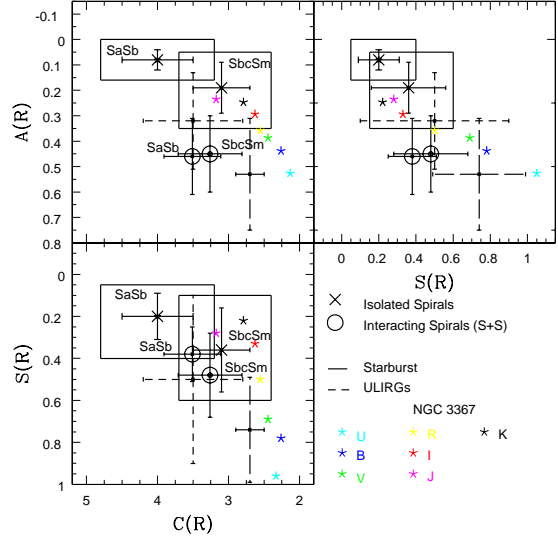 -0.1
0
0.1
0.2
0.3
0.4
0.5
0.6
0.7
0.8
A(R)
SaSb
SbcSm
SaSb
SbcSm
0
0.2
0.4
0.6
0.8
1
S(R)
0
0.2
0.4
0.6
0.8
1
S(R)
SaSb
SbcSm
SaSb
SbcSm
5
4
3
2
C(R)
Isolated Spirals
Interacting Spirals (S+S)
Starburst
ULIRGs
NGC 3367
U R K
B I
V J